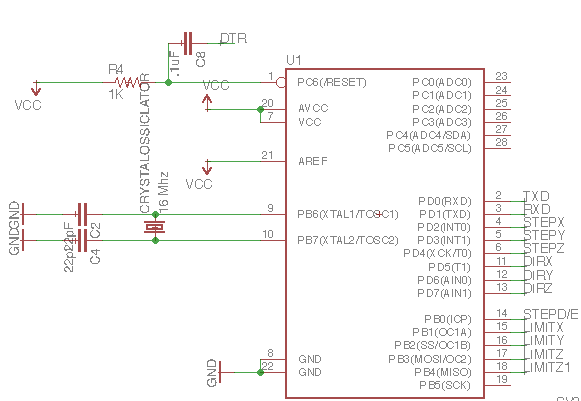 DTR
.1uF
C8
U1
R4
1K
VCC
1
PC6(/RESET)
PC0(ADC0)
23
PC1(ADC1)
24
VCC
20
AVCC
PC2(ADC2)
25
7
VCC
PC3(ADC3)
26
PC4(ADC4/SDA)
27
PC5(ADC5/SCL)
28
21
AREF
VCC
CRYSTALOSSICLATOR
16 Mhz
PD0(RXD)
2
TXD
GND
22pF
C2
9
PB6(XTAL1/TOSC1)
PD1(TXD)
3
RXD
PD2(INT0)
4
STEPX
GND
22pF
C4
10
PB7(XTAL2/TOSC2)
PD3(INT1)
5
STEPY
PD4(XCK/T0)
6
STEPZ
PD5(T1)
11
DIRX
PD6(AIN0)
12
DIRY
PD7(AIN1)
13
DIRZ
PB0(ICP)
14
STEPD/E
PB1(OC1A)
15
LIMITX
PB2(SS/OC1B)
16
LIMITY
8
GND
PB3(MOSI/OC2)
17
LIMITZ
GND
22
GND
PB4(MISO)
18
LIMITZ1
PB5(SCK)
19